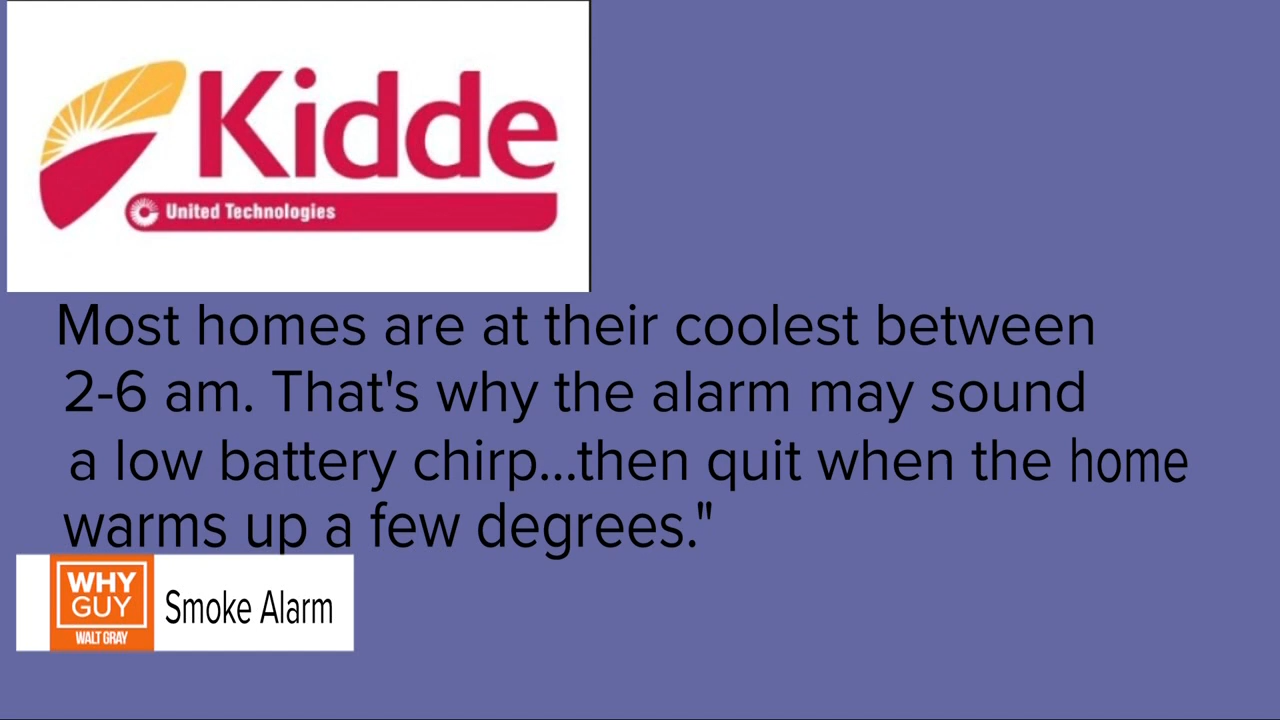 Kidde
United Technologies
Most homes are at their coolest between
2-6 am. That's why the alarm may sound
a low battery chirp...then quit when the home
warms up a few degrees."
WHY
GUY
WALT GRAY
Smoke Alarm